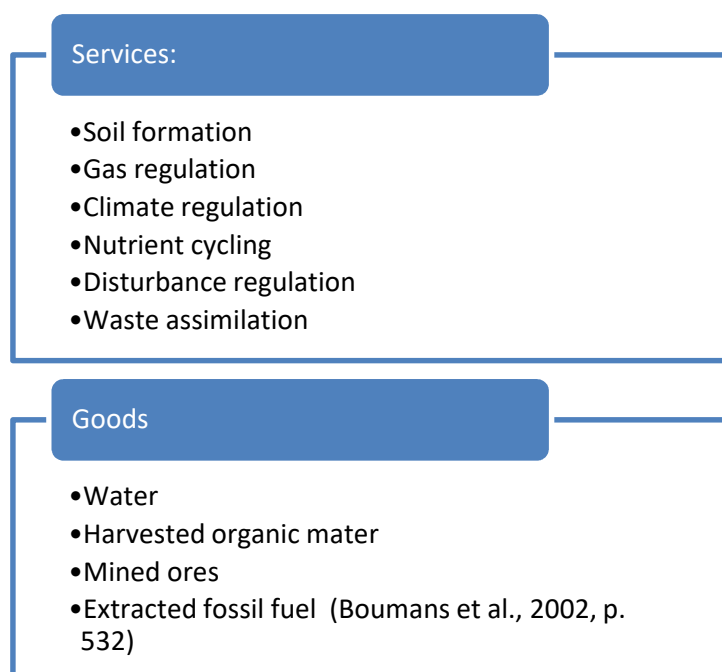 Services:
•Soil formation
•Gas regulation
•Climate regulation
•Nutrient cycling
•Disturbance regulation
•Waste assimilation
Goods
•Water
•Harvested organic mater
•Mined ores
•Extracted fossil fuel (Boumans et al., 2002, p.
532)